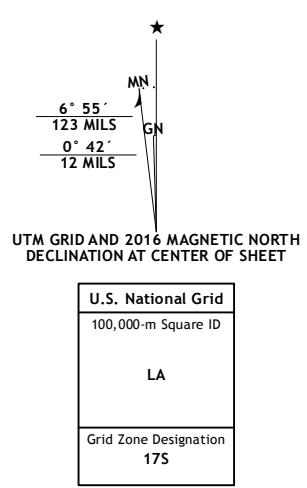 MN
6° 55´
123 MILS
GN
0° 42´
12 MILS
UTM GRID AND 2016 MAGNETIC NORTH
DECLINATION AT CENTER OF SHEET
U.S. National Grid
100,000-m Square ID
LA
Grid Zone Designation
17S